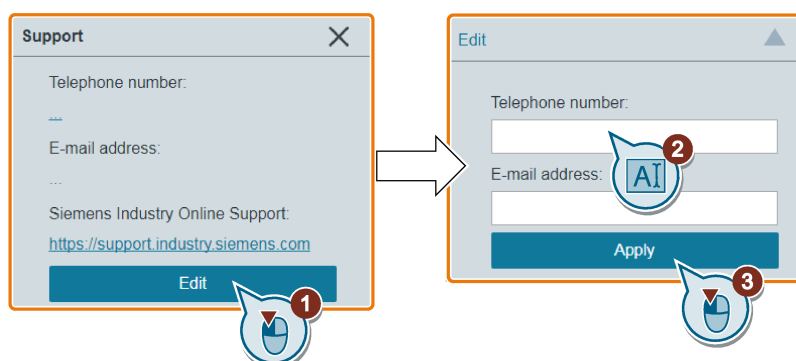 Support
Telephone number:
...
E-mail address:
...
Siemens Industry Online Support:
https://support.industry.siemens.com
Edit
1
Edit
Telephone number:
2
E-mail address:
A
Apply
3